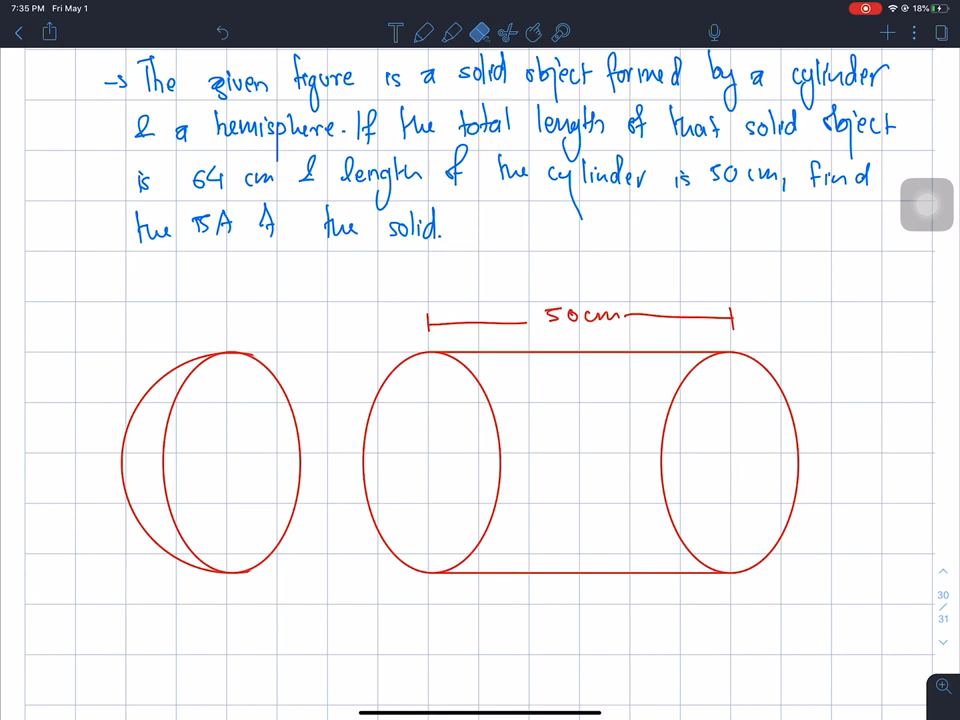 7:35 PM Fri May 1
18%
→ The given figure is a solid object formed by a cylinder
& a hemisphere. If the total length of that solid object
is 64 cm & length of the cylinder is 50 cm, find
the TSA of the solid.
50cm
30
/
31